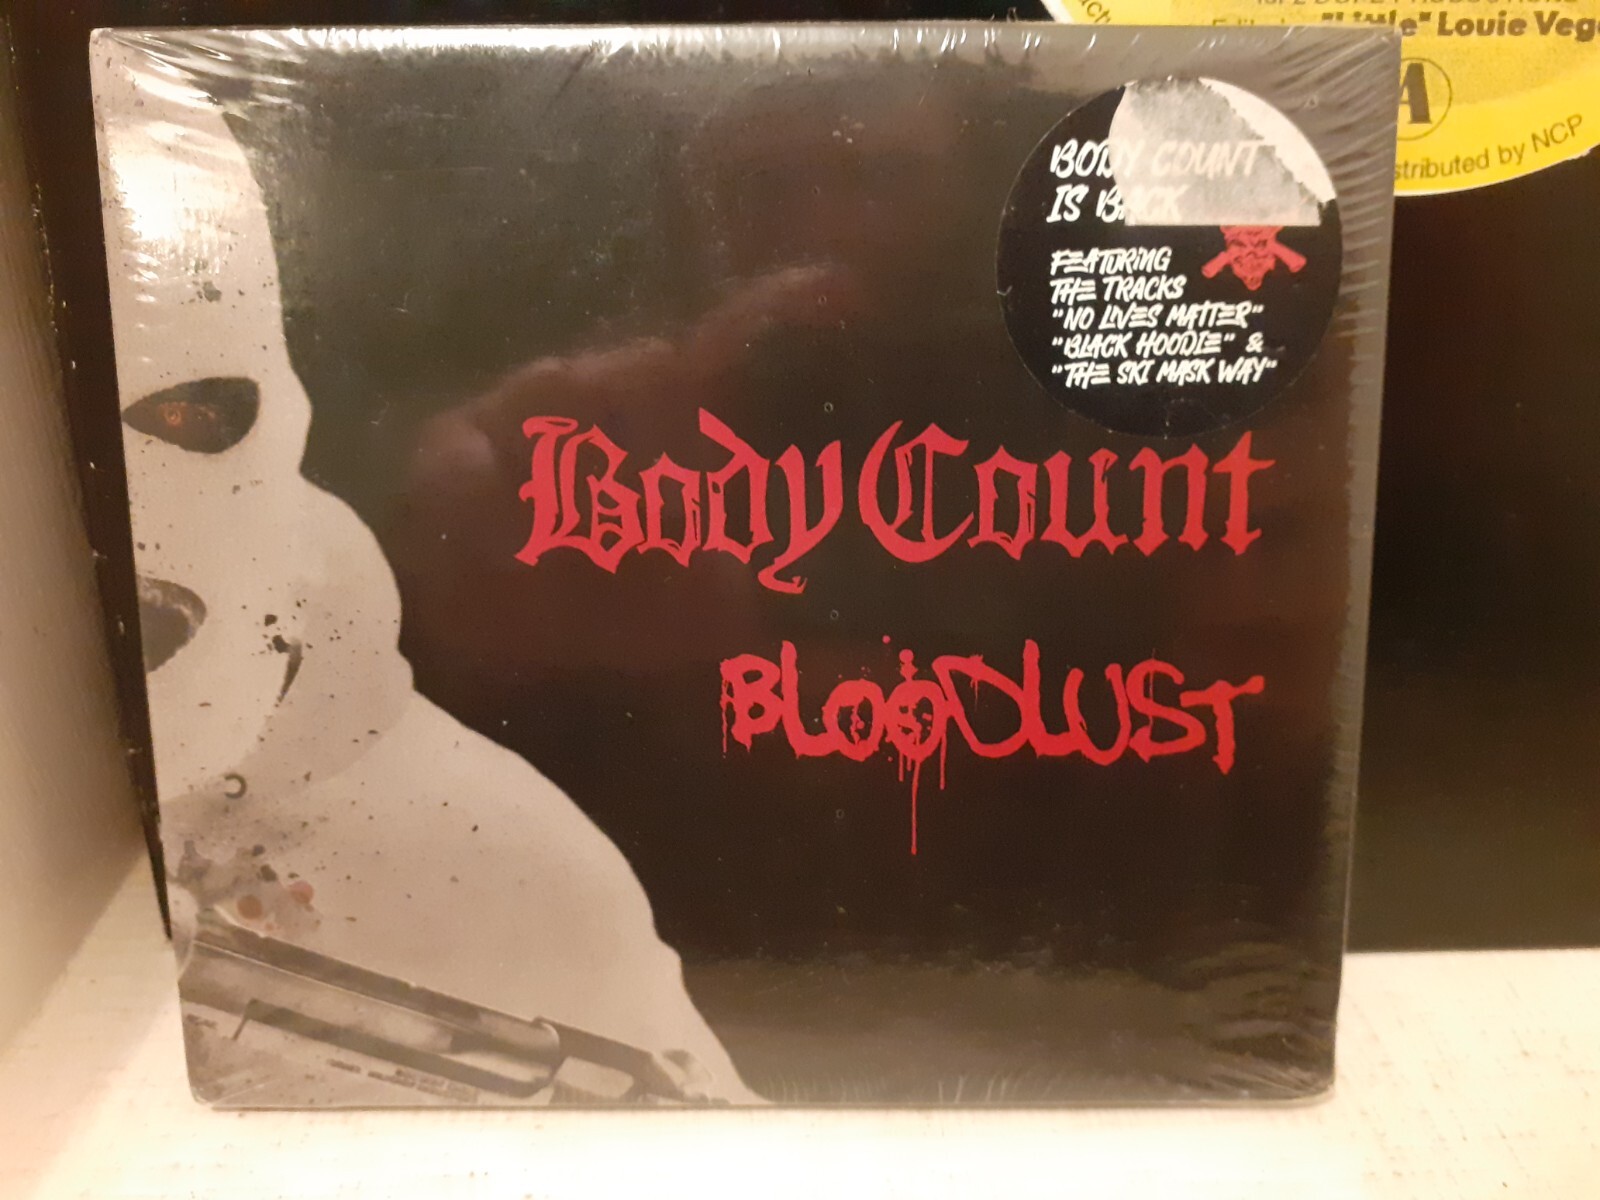 "Little" Louie Vega
A
stributed by NCP
BODY COUNT
IS BACK
FEATURING
THE TRACKS
"NO LIVES MATTER"
"BLACK HOODIE" &
"THE SKI MASK WAY"
Body Count
BLOODLUST